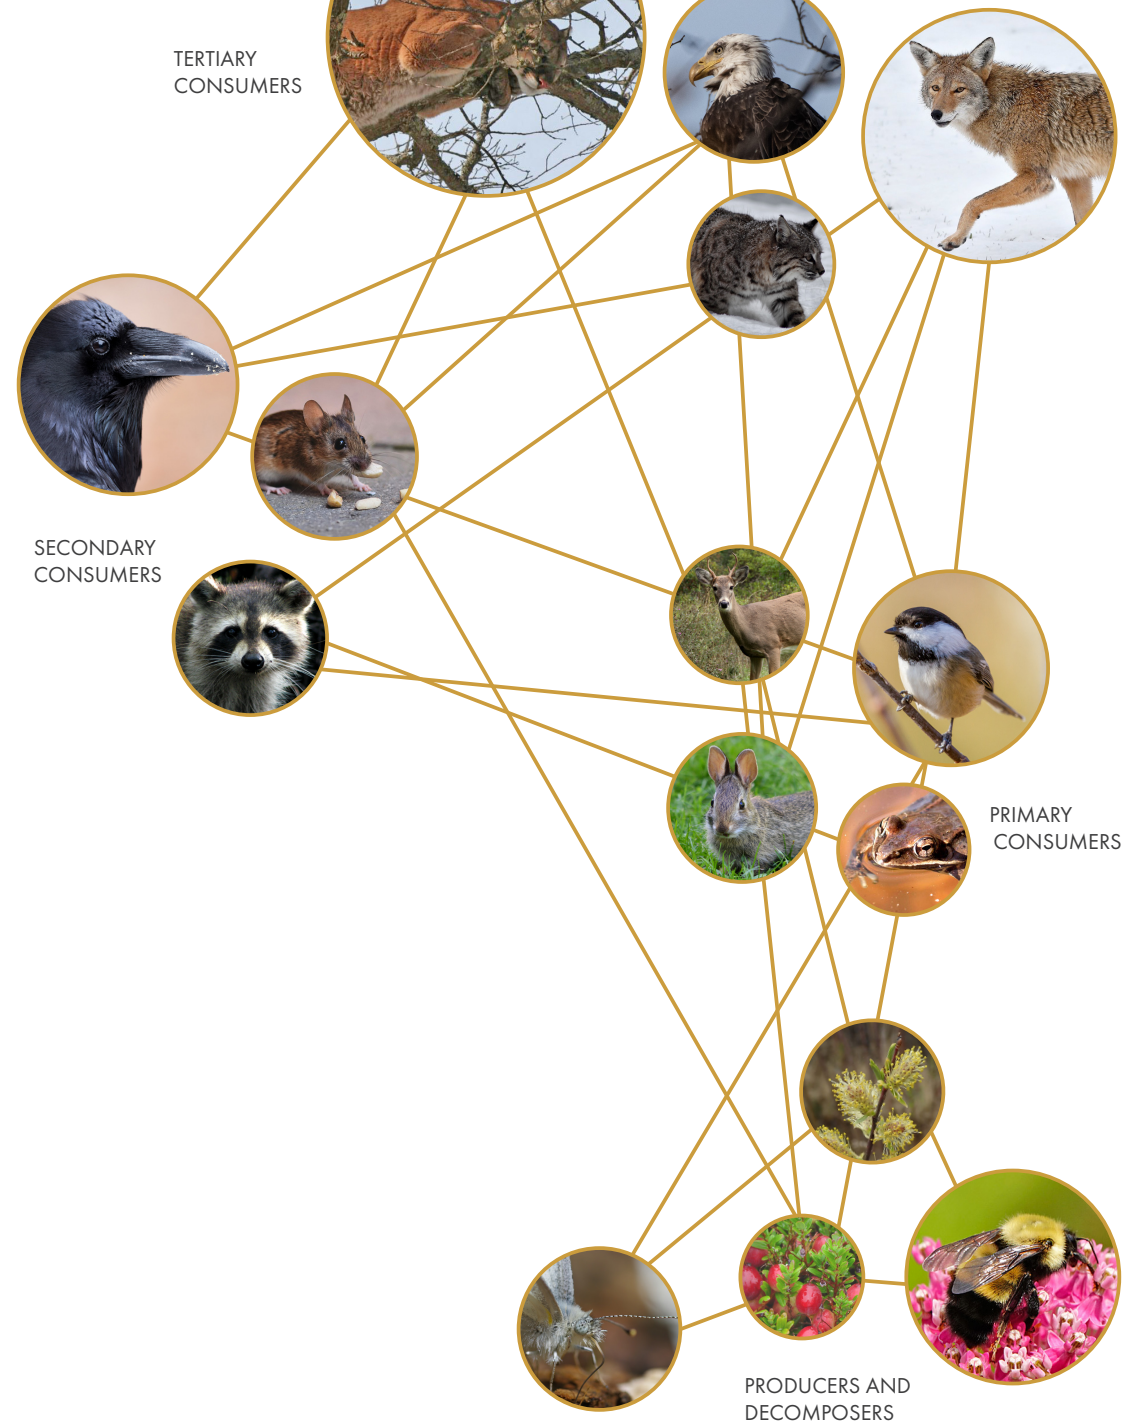 TERTIARY
CONSUMERS
SECONDARY
CONSUMERS
PRIMARY
CONSUMERS
PRODUCERS AND
DECOMPOSERS